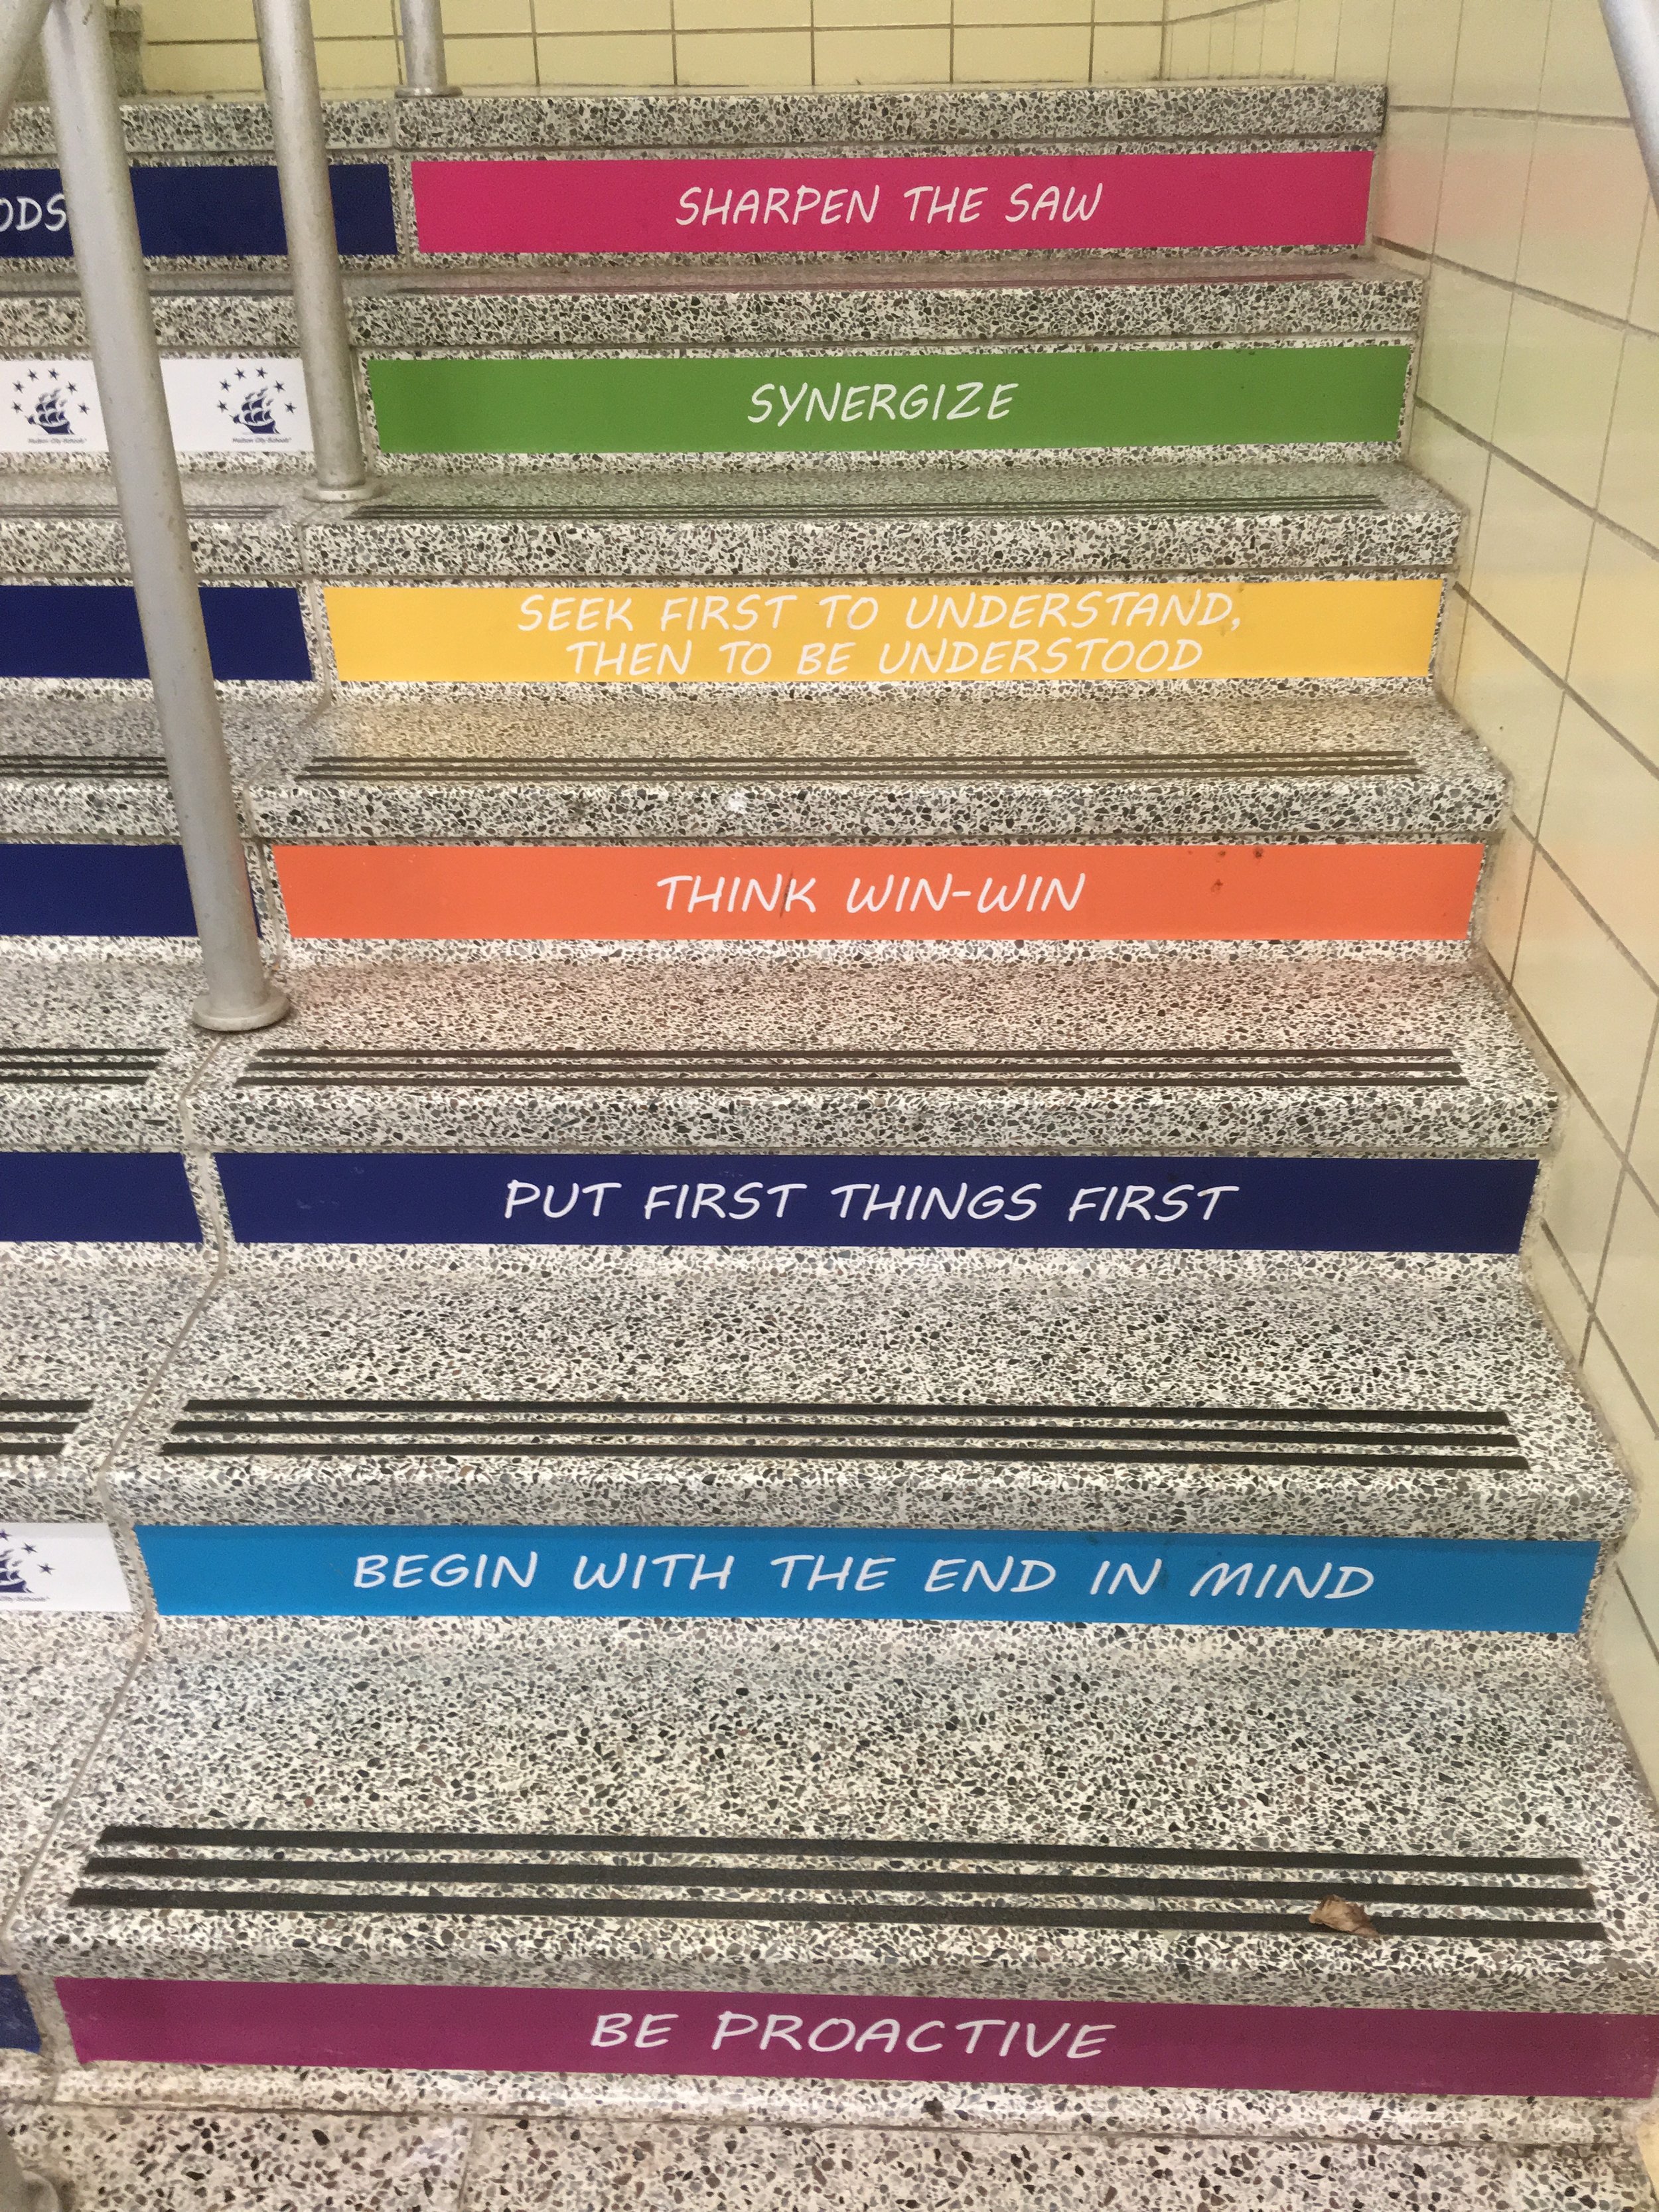 ODS
SHARPEN THE SAW
SYNERGIZE
SEEK FIRST TO UNDERSTAND,
THEN TO BE UNDERSTOOD
THINK WIN-WIN
PUT FIRST THINGS FIRST
BEGIN WITH THE END IN MIND
BE PROACTIVE